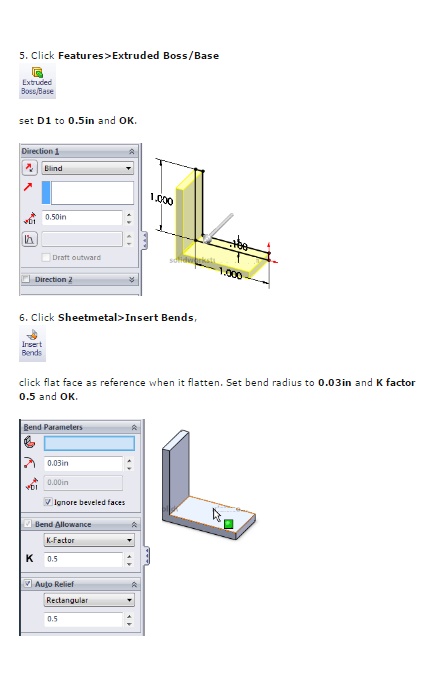 5. Click Features>Extruded Boss/Base
Extruded
Boss/Base
set D1 to 0.5in and OK.
Direction 1
Blind
D1
0.50in
Draft outward
Direction 2
1.000
.100
1.000
6. Click Sheetmetal>Insert Bends,
Insert
Bends
click flat face as reference when it flatten. Set bend radius to 0.03in and K factor
0.5 and OK.
Bend Parameters
0.03in
D1
0.00in
Ignore beveled faces
Bend Allowance
K-Factor
K
0.5
Auto Relief
Rectangular
0.5